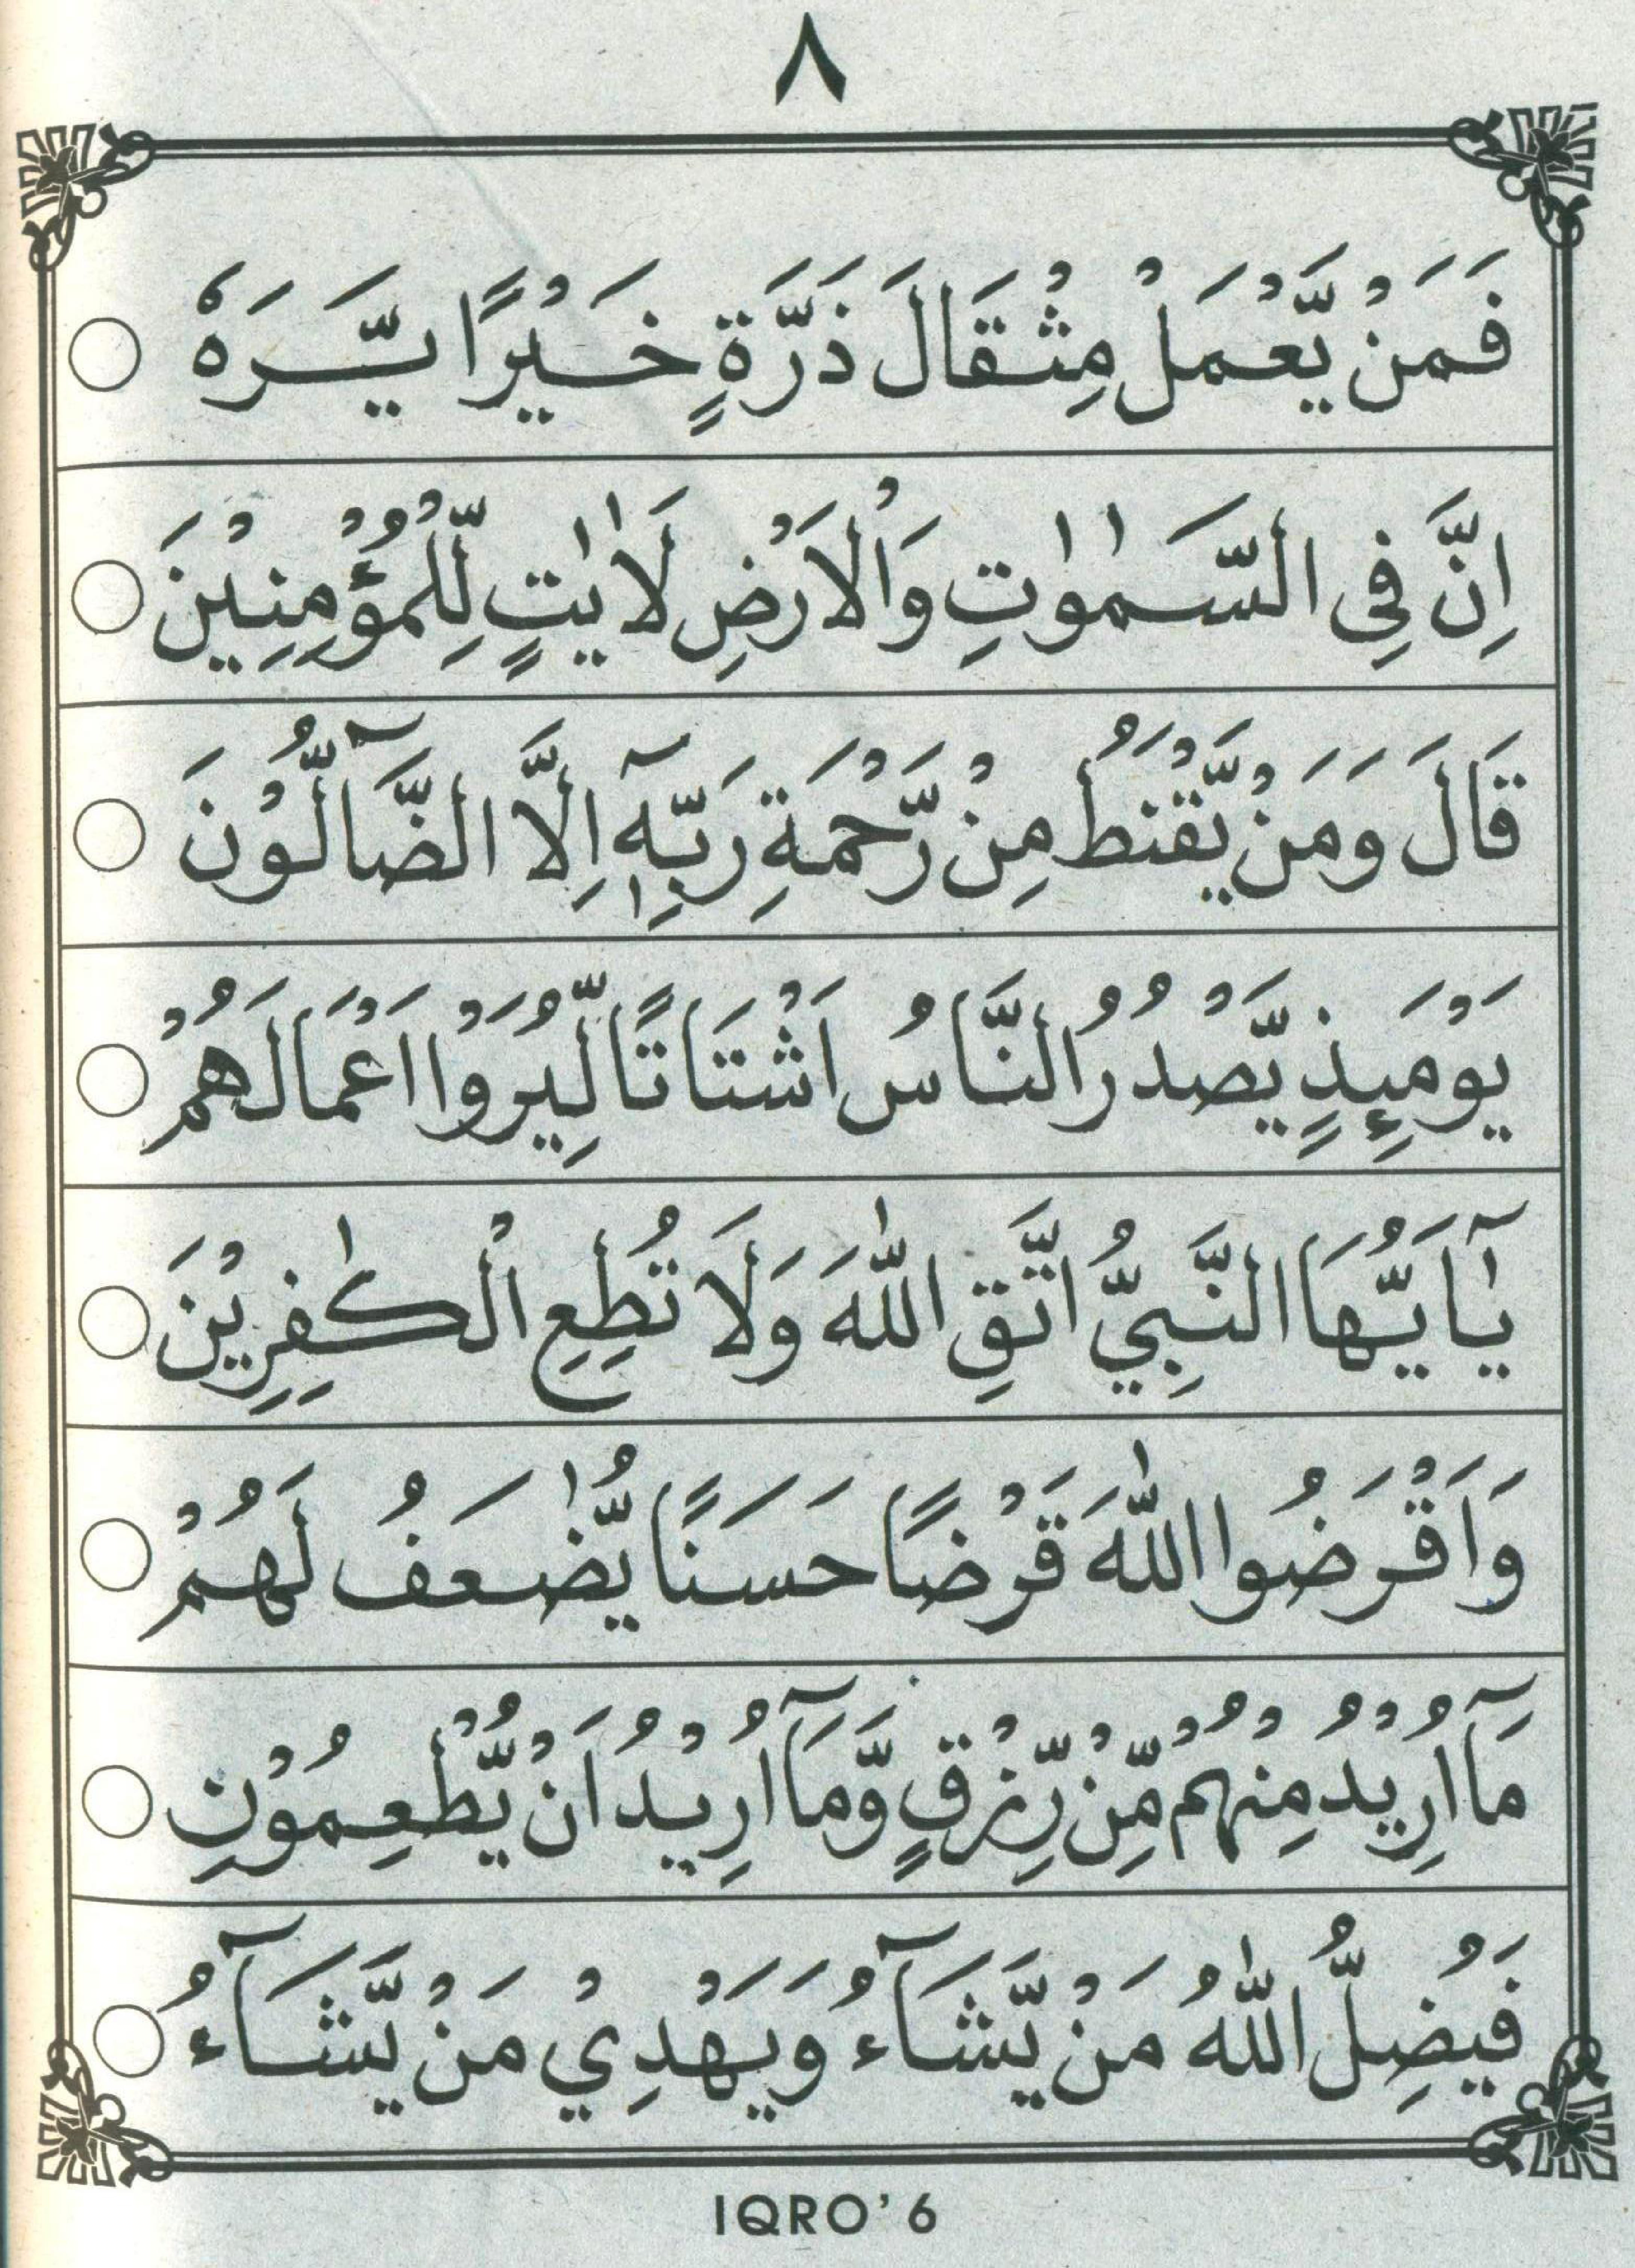 ٨
فَمَنْ يَّعْمَلْ مِثْقَالَ ذَرَّةٍ خَيْرًا يَّرَهٗ
اِنَّ فِى السَّمٰوٰتِ وَالْاَرْضِ لَاٰيٰتٍ لِّلْمُؤْمِنِيْنَ
قَالَ وَمَنْ يَّقْنَطُ مِنْ رَّحْمَةِ رَبِّهٖٓ اِلَّا الضَّآلُّوْنَ
يَوْمَئِذٍ يَّصْدُرُ النَّاسُ اَشْتَاتًا لِّيُرَوْا اَعْمَالَهُمْ
يٰٓاَيُّهَا النَّبِيُّ اتَّقِ اللّٰهَ وَلَا تُطِعِ الْكٰفِرِيْنَ
وَاَقْرَضُوا اللّٰهَ قَرْضًا حَسَنًا يُّضٰعَفُ لَهُمْ
مَآ اُرِيْدُ مِنْهُمْ مِّنْ رِّزْقٍ وَّمَآ اُرِيْدُ اَنْ يُّطْعِمُوْنِ
فَيُضِلُّ اللّٰهُ مَنْ يَّشَآءُ وَيَهْدِيْ مَنْ يَّشَآءُ
IQRO' 6